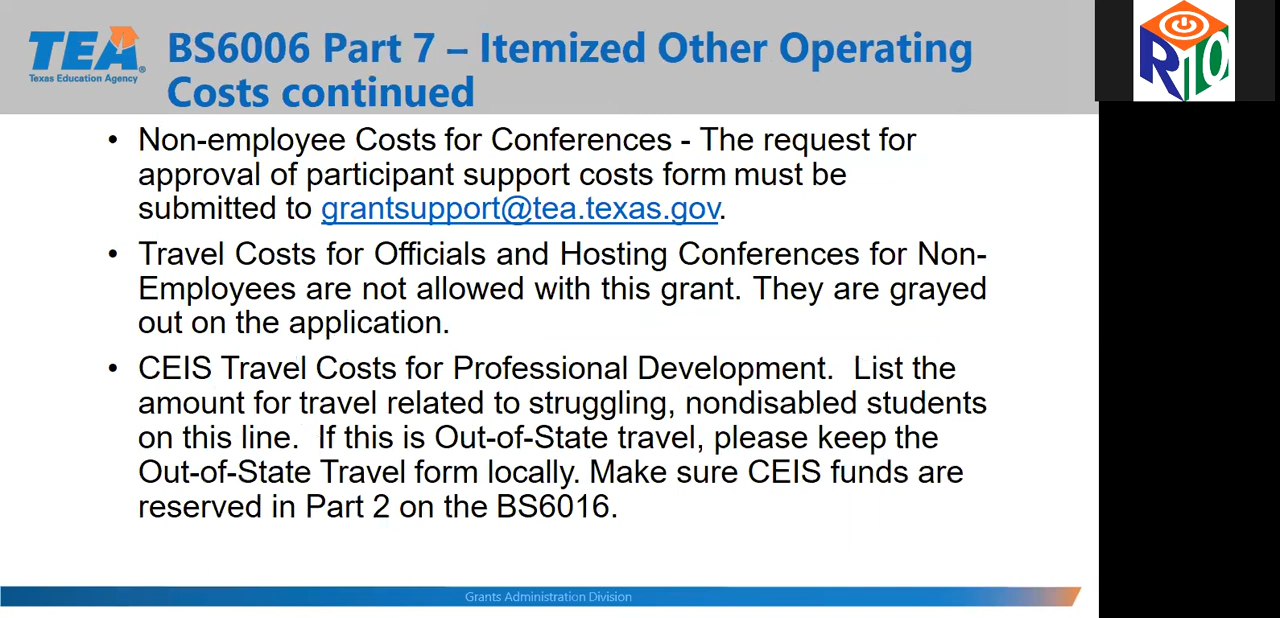 TEA
Texas Education Agency
BS6006 Part 7 – Itemized Other Operating
Costs continued
R10
• Non-employee Costs for Conferences - The request for
approval of participant support costs form must be
submitted to grantsupport@tea.texas.gov.
• Travel Costs for Officials and Hosting Conferences for Non-
Employees are not allowed with this grant. They are grayed
out on the application.
• CEIS Travel Costs for Professional Development.  List the
amount for travel related to struggling, nondisabled students
on this line.  If this is Out-of-State travel, please keep the
Out-of-State Travel form locally. Make sure CEIS funds are
reserved in Part 2 on the BS6016.
Grants Administration Division